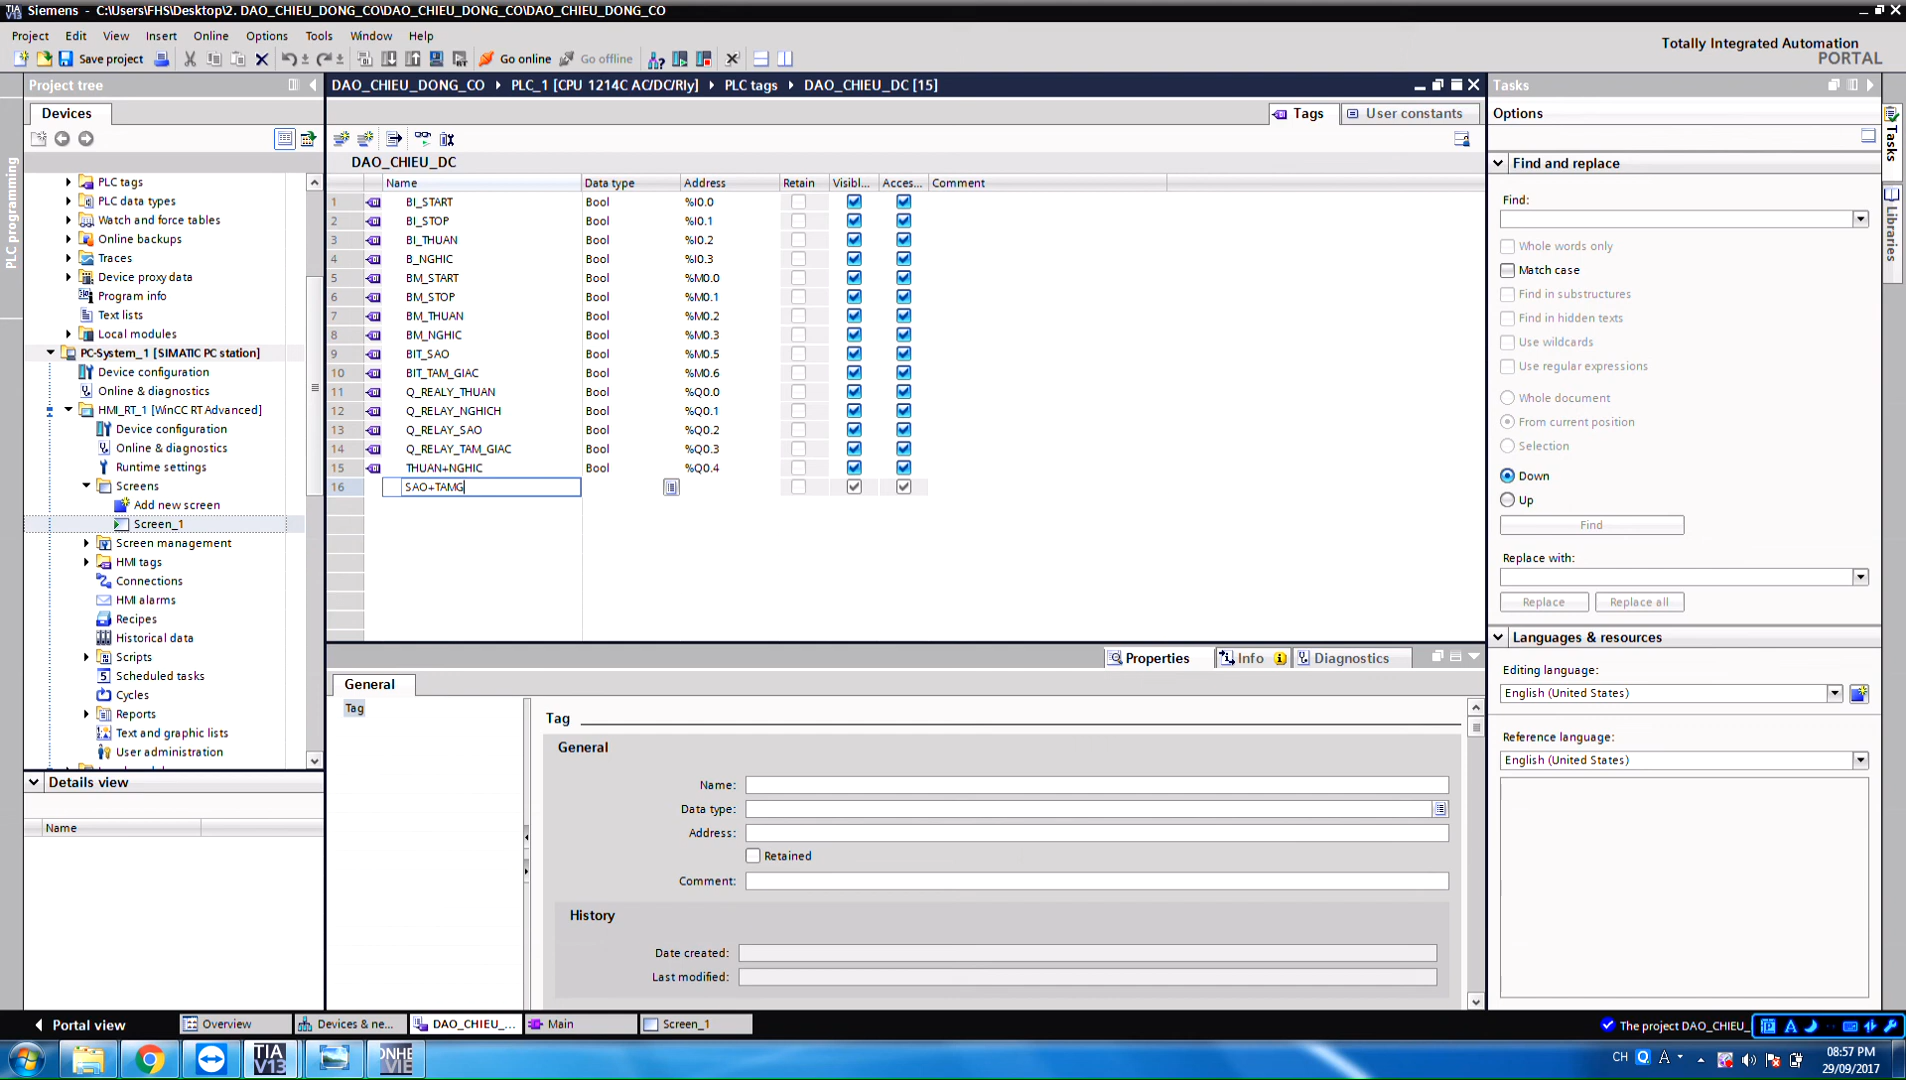 Siemens - C:\Users\FHS\Desktop\2. DAO_CHIEU_DONG_CO\DAO_CHIEU_DONG_CO\DAO_CHIEU_DONG_CO
Project Edit View Insert Online Options Tools Window Help
Totally Integrated Automation
PORTAL
Save project
Go online
Go offline
Project tree
DAO_CHIEU_DONG_CO PLC_1 [CPU 1214C AC/DC/Rly] PLC tags DAO_CHIEU_DC [15]
Tasks
Devices
Tags
User constants
Options
PLC programming
DAO_CHIEU_DC
Name Data type Address Retain Visibl... Acces... Comment
1 BI_START Bool %I0.0
2 BI_STOP Bool %I0.1
3 BI_THUAN Bool %I0.2
4 B_NGHIC Bool %I0.3
5 BM_START Bool %M0.0
6 BM_STOP Bool %M0.1
7 BM_THUAN Bool %M0.2
8 BM_NGHIC Bool %M0.3
9 BIT_SAO Bool %M0.5
10 BIT_TAM_GIAC Bool %M0.6
11 Q_REALY_THUAN Bool %Q0.0
12 Q_RELAY_NGHICH Bool %Q0.1
13 Q_RELAY_SAO Bool %Q0.2
14 Q_RELAY_TAM_GIAC Bool %Q0.3
15 THUAN+NGHIC Bool %Q0.4
16 SAO+TAMG
PLC tags
PLC data types
Watch and force tables
Online backups
Traces
Device proxy data
Program info
Text lists
Local modules
PC-System_1 [SIMATIC PC station]
Device configuration
Online & diagnostics
HMI_RT_1 [WinCC RT Advanced]
Device configuration
Online & diagnostics
Runtime settings
Screens
Add new screen
Screen_1
Screen management
HMI tags
Connections
HMI alarms
Recipes
Historical data
Scripts
Scheduled tasks
Cycles
Reports
Text and graphic lists
User administration
Details view
Name
Properties
Info
Diagnostics
General
Tag
Tag
General
Name:
Data type:
Address:
Retained
Comment:
History
Date created:
Last modified:
Find and replace
Find:
Whole words only
Match case
Find in substructures
Find in hidden texts
Use wildcards
Use regular expressions
Whole document
From current position
Selection
Down
Up
Find
Replace with:
Replace
Replace all
Languages & resources
Editing language:
English (United States)
Reference language:
English (United States)
Tasks
Libraries
Portal view
Overview
Devices & ne...
DAO_CHIEU_...
Main
Screen_1
The project DAO_CHIEU_
TIA V13
CH
08:57 PM
29/09/2017